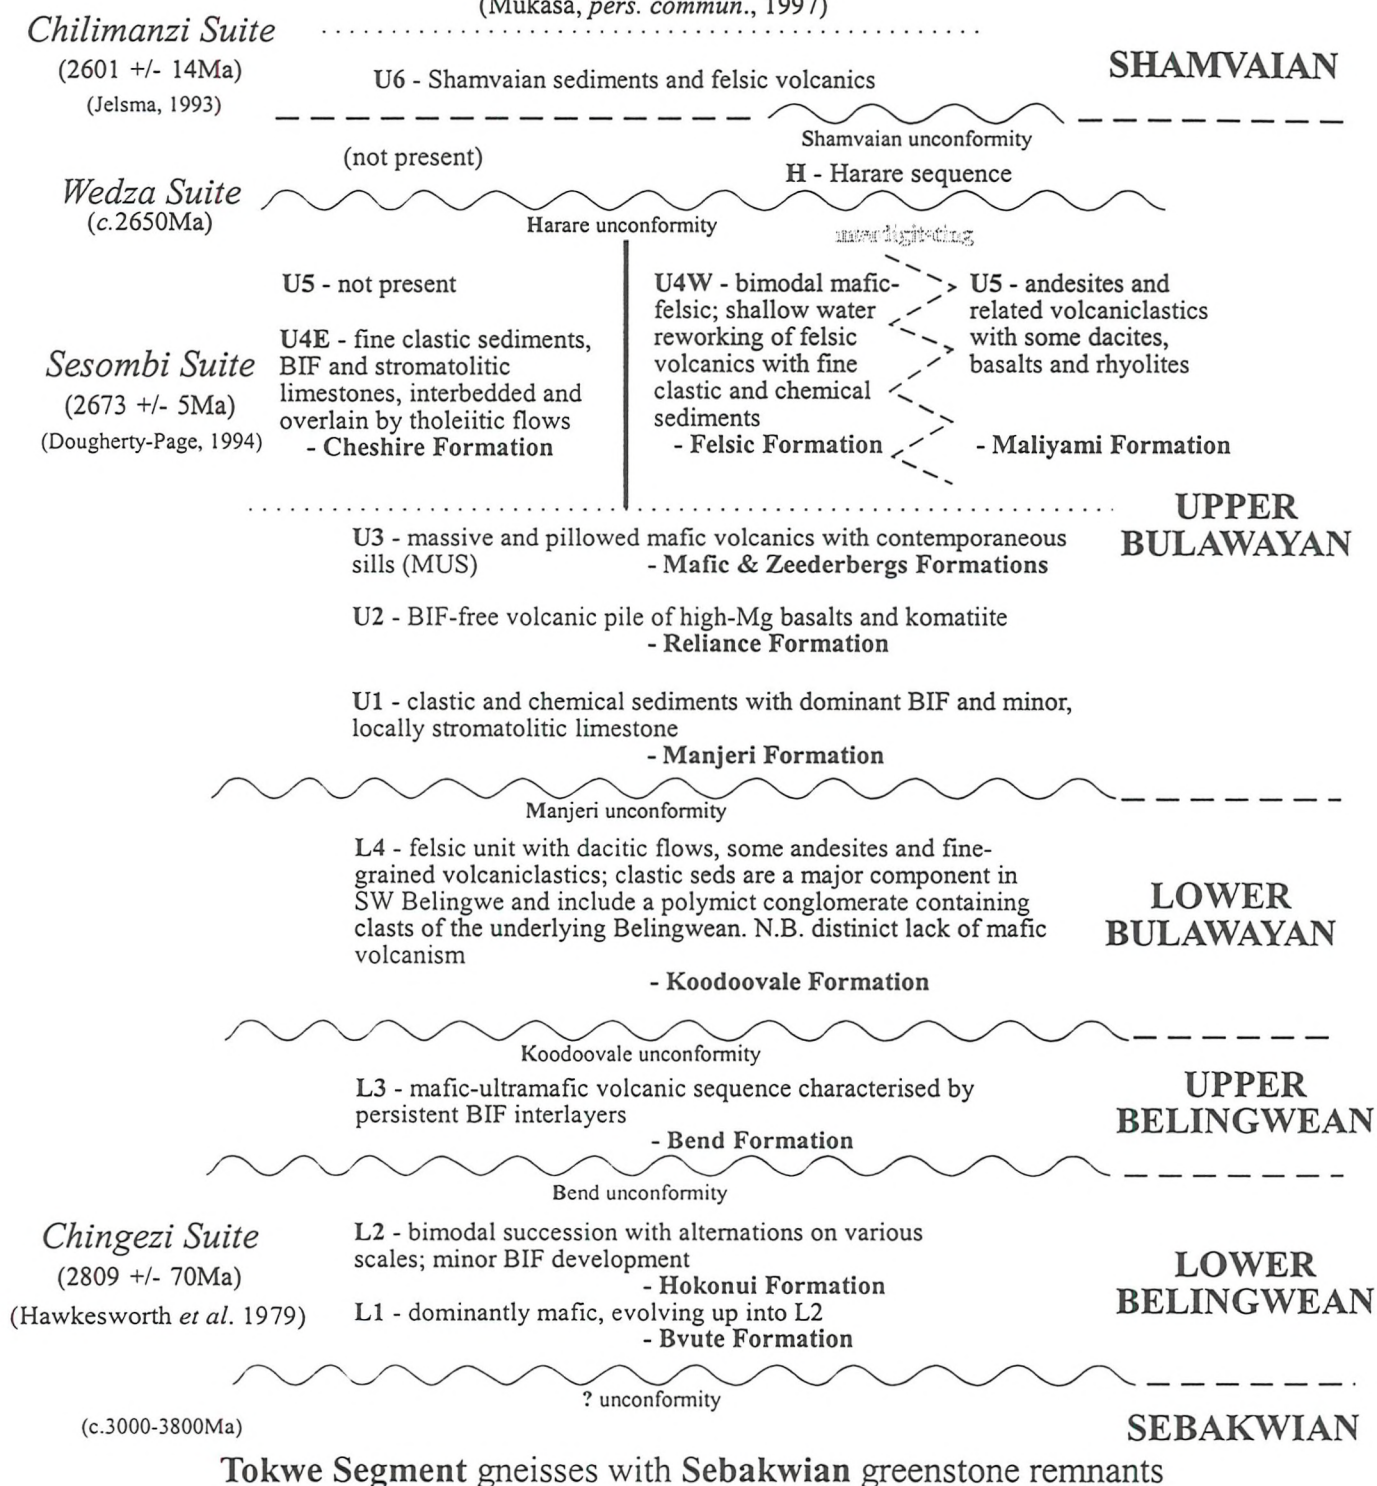 (Mukasa, pers. commun., 1997)
Chilimanzi Suite
(2601 +/- 14Ma)
(Jelsma, 1993)
U6 - Shamvaian sediments and felsic volcanics
SHAMVAIAN
Shamvaian unconformity
(not present)
H - Harare sequence
Wedza Suite
(c.2650Ma)
Harare unconformity
interdigitating
U5 - not present
U4E - fine clastic sediments,
BIF and stromatolitic
limestones, interbedded and
overlain by tholeiitic flows
- Cheshire Formation
Sesombi Suite
(2673 +/- 5Ma)
(Dougherty-Page, 1994)
U4W - bimodal mafic-
felsic; shallow water
reworking of felsic
volcanics with fine
clastic and chemical
sediments
- Felsic Formation
U5 - andesites and
related volcaniclastics
with some dacites,
basalts and rhyolites
- Maliyami Formation
UPPER
BULAWAYAN
U3 - massive and pillowed mafic volcanics with contemporaneous
sills (MUS) - Mafic & Zeederbergs Formations
U2 - BIF-free volcanic pile of high-Mg basalts and komatiite
- Reliance Formation
U1 - clastic and chemical sediments with dominant BIF and minor,
locally stromatolitic limestone
- Manjeri Formation
Manjeri unconformity
L4 - felsic unit with dacitic flows, some andesites and fine-
grained volcaniclastics; clastic seds are a major component in
SW Belingwe and include a polymict conglomerate containing
clasts of the underlying Belingwean. N.B. distinict lack of mafic
volcanism
- Koodoovale Formation
LOWER
BULAWAYAN
Koodoovale unconformity
L3 - mafic-ultramafic volcanic sequence characterised by
persistent BIF interlayers
- Bend Formation
UPPER
BELINGWEAN
Bend unconformity
Chingezi Suite
(2809 +/- 70Ma)
(Hawkesworth et al. 1979)
L2 - bimodal succession with alternations on various
scales; minor BIF development
- Hokonui Formation
L1 - dominantly mafic, evolving up into L2
- Bvute Formation
LOWER
BELINGWEAN
? unconformity
(c.3000-3800Ma)
SEBAKWIAN
Tokwe Segment gneisses with Sebakwian greenstone remnants